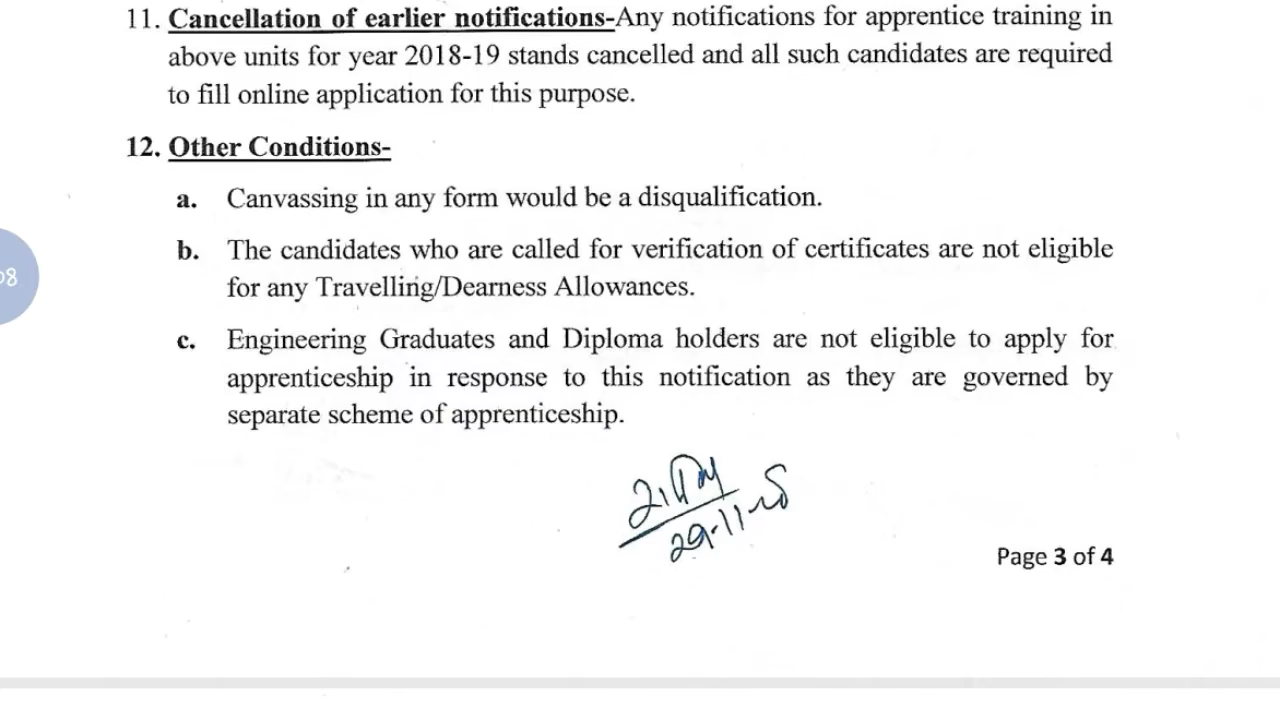 11. Cancellation of earlier notifications-Any notifications for apprentice training in
above units for year 2018-19 stands cancelled and all such candidates are required
to fill online application for this purpose.
12. Other Conditions-
a. Canvassing in any form would be a disqualification.
b. The candidates who are called for verification of certificates are not eligible
08
for any Travelling/Dearness Allowances.
c. Engineering Graduates and Diploma holders are not eligible to apply for
apprenticeship in response to this notification as they are governed by
separate scheme of apprenticeship.
29.11
Page 3 of 4